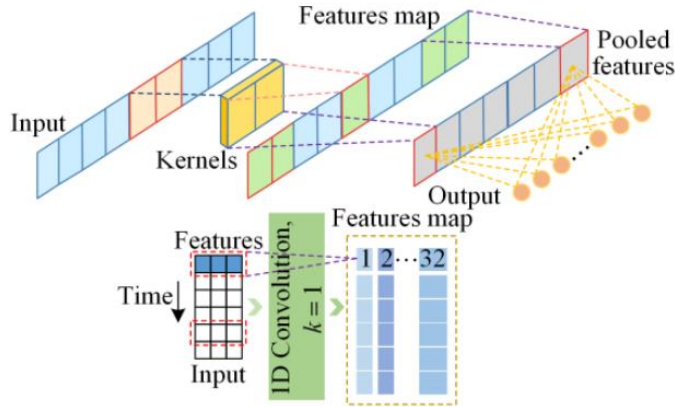 Features map
Pooled
features
Input
Kernels
Output
...
Features map
Features
Time
Input
1D Convolution,
k = 1
1 2 ... 32